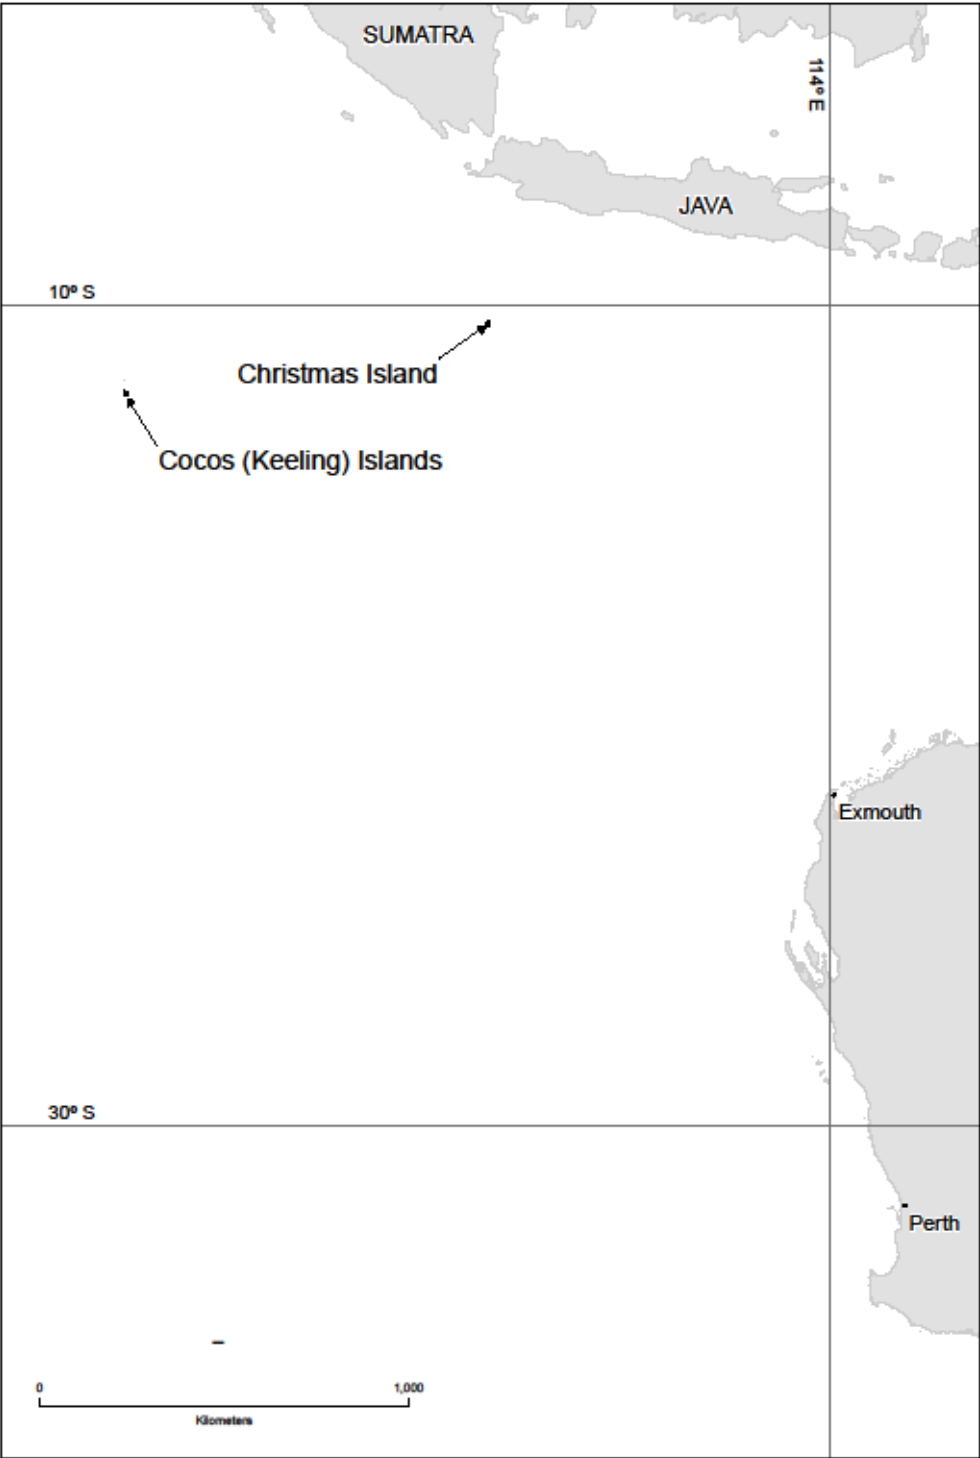 SUMATRA
114° E
JAVA
10° S
Christmas Island
Cocos (Keeling) Islands
Exmouth
30° S
Perth
0 1,000
Kilometers